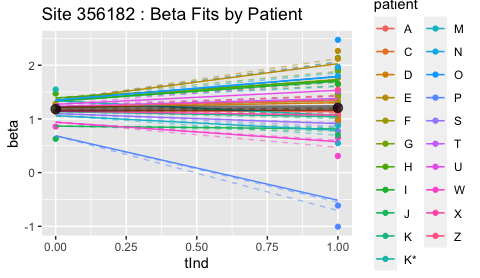 Site 356182 : Beta Fits by Patient
beta
2
1
0
-1
0.00 0.25 0.50 0.75 1.00
tInd
patient
A
C
D
E
F
G
H
I
J
K
K*
M
N
O
P
S
T
U
W
X
Z